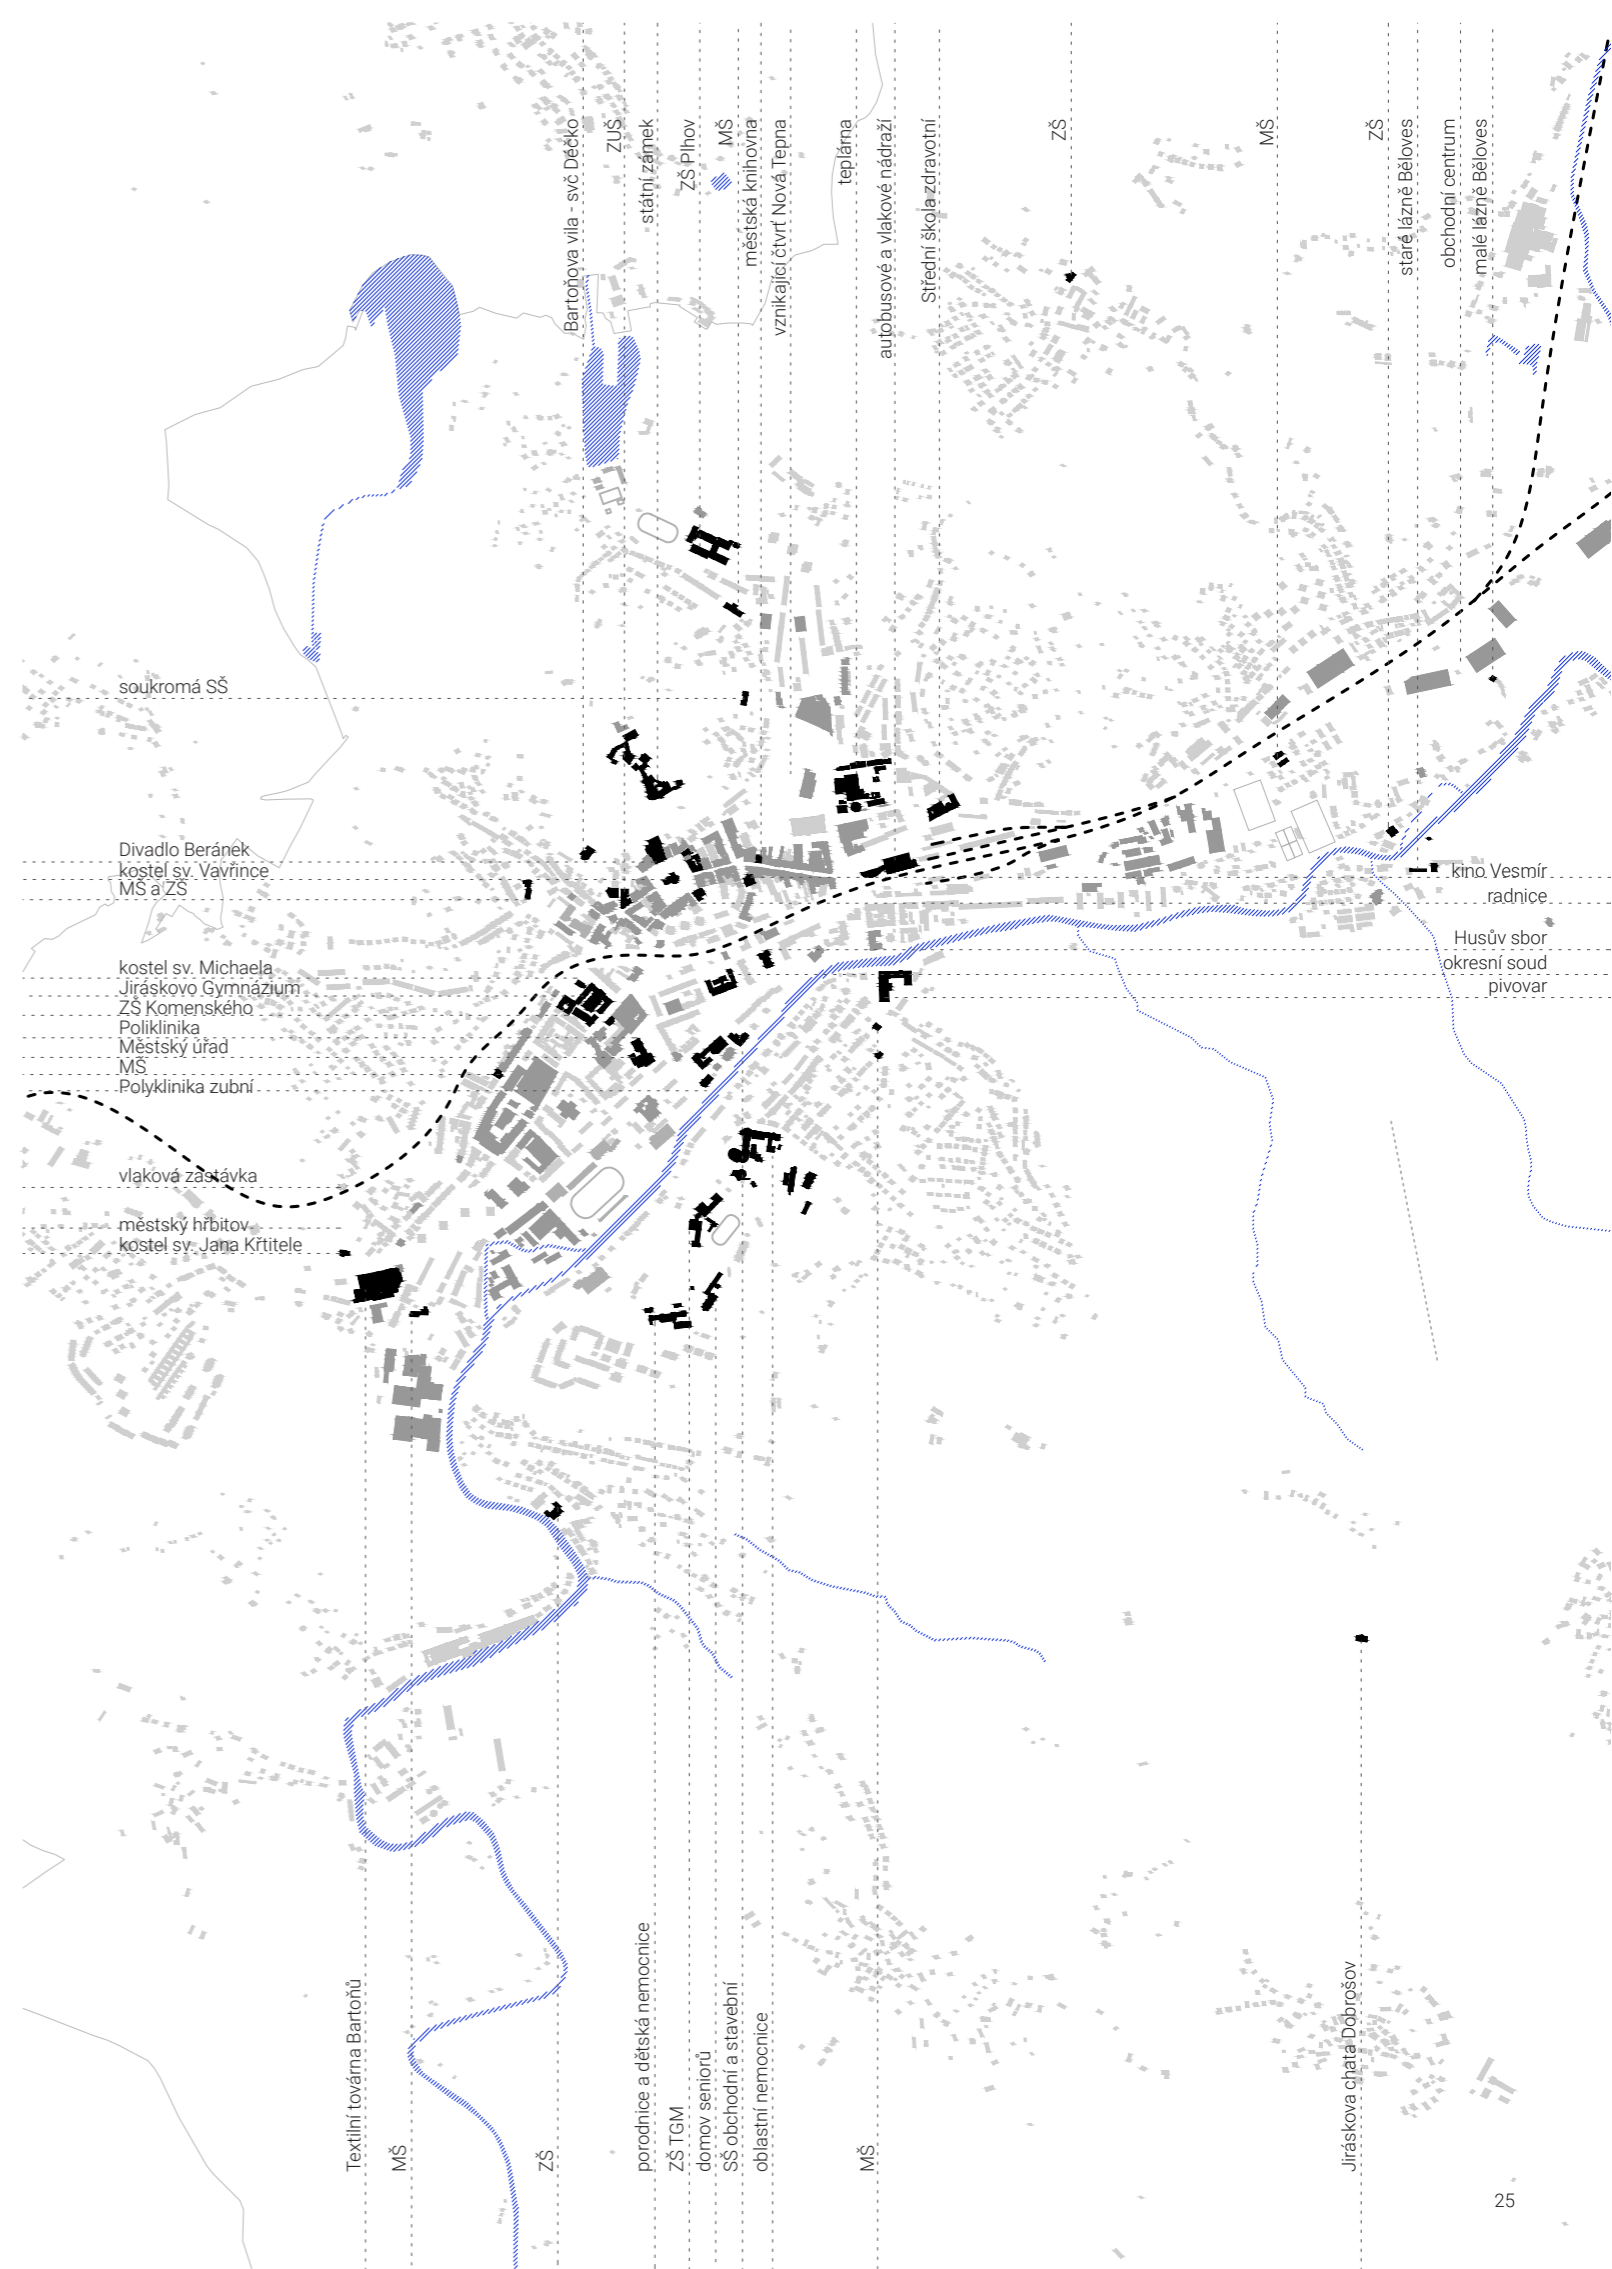 Bartoňova vila - svč Déčko
ZUŠ
státní zámek
ZŠ Plhov
MŠ
městská knihovna
vznikající čtvrť Nová Tepna
teplárna
autobusové a vlakové nádraží
Střední škola zdravotní
ZŠ
MŠ
ZŠ
staré lázně Běloves
obchodní centrum
malé lázně Běloves
soukromá SŠ
Divadlo Beránek
kostel sv. Vavřince
MŠ a ZŠ
kostel sv. Michaela
Jiráskovo Gymnázium
ZŠ Komenského
Poliklinika
Městský úřad
MŠ
Polyklinika zubní
vlaková zastávka
městský hřbitov
kostel sv. Jana Křtitele
kino Vesmír
radnice
Husův sbor
okresní soud
pivovar
Textilní továrna Bartoňů
MŠ
ZŠ
porodnice a dětská nemocnice
ZŠ TGM
domov seniorů
SŠ obchodní a stavební
oblastní nemocnice
MŠ
Jiráskova chata Dobrošov
25